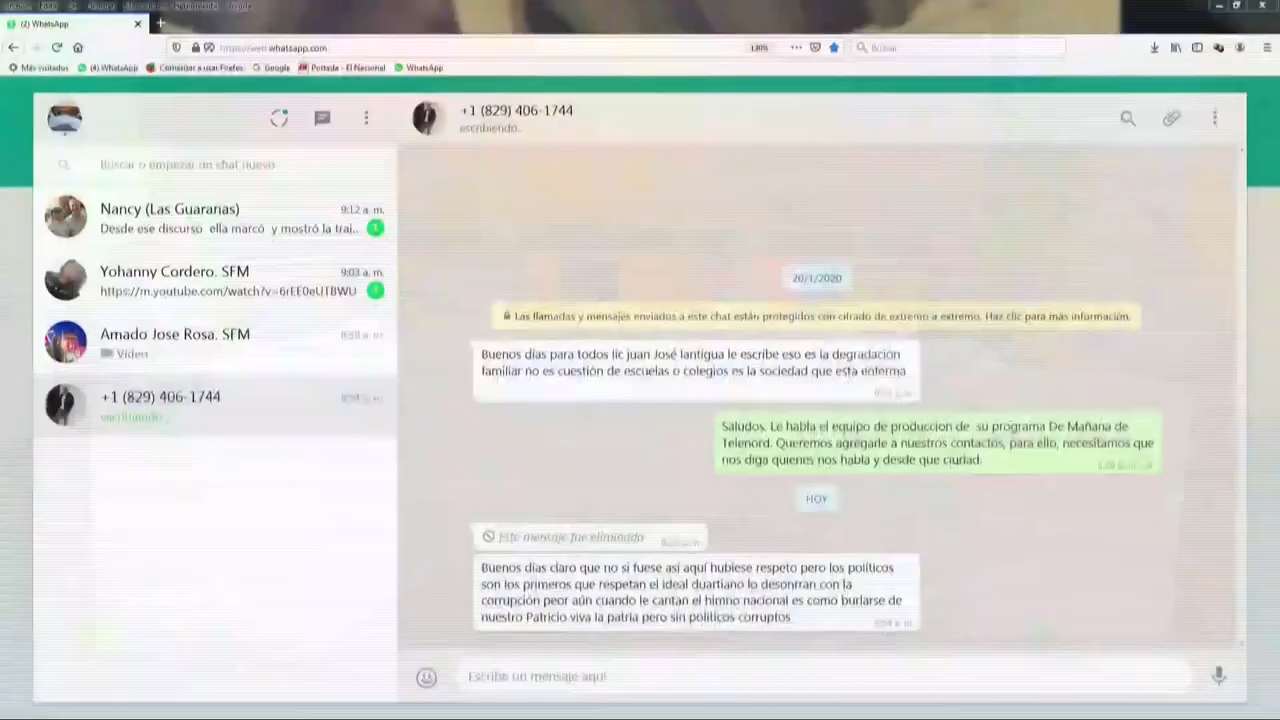 (2) WhatsApp
https://web.whatsapp.com
130%
Buscar
Más visitados
(4) WhatsApp
Comenzar a usar Firefox
Google
Portada - El Nacional
WhatsApp
+1 (829) 406-1744
escribiendo...
Buscar o empezar un chat nuevo
Nancy (Las Guaranas)
9:12 a. m.
Desde ese discurso ella marcó y mostró la trai...
Yohanny Cordero. SFM
9:03 a. m.
Amado Jose Rosa. SFM
Video
+1 (829) 406-1744
escribiendo...
20/1/2020
Las llamadas y mensajes enviados a este chat están protegidos con cifrado de extremo a extremo. Haz clic para más información.
Buenos días para todos lic juan José lantigua le escribe eso es la degradación
familiar no es cuestión de escuelas o colegios es la sociedad que esta enferma
Saludos. Le habla el equipo de produccion de su programa De Mañana de
Telenord. Queremos agregarle a nuestros contactos, para ello, necesitamos que
nos diga quienes nos habla y desde que ciudad.
HOY
Este mensaje fue eliminado
Buenos días claro que no si fuese así aquí hubiese respeto pero los políticos
son los primeros que respetan el ideal duartiano lo desonrran con la
corrupción peor aún cuando le cantan el himno nacional es como burlarse de
nuestro Patricio viva la patria pero sin políticos corruptos
Escribe un mensaje aquí